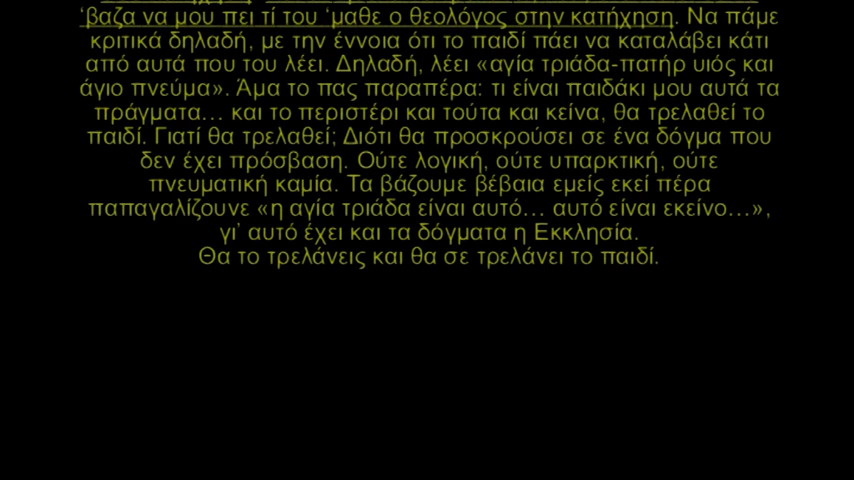 ‘βαζα να μου πει τί του ‘μαθε ο θεολόγος στην κατήχηση. Να πάμε
κριτικά δηλαδή, με την έννοια ότι το παιδί πάει να καταλάβει κάτι
από αυτά που του λέει. Δηλαδή, λέει «αγία τριάδα-πατήρ υιός και
άγιο πνεύμα». Άμα το πας παραπέρα: τι είναι παιδάκι μου αυτά τα
πράγματα… και το περιστέρι και τούτα και κείνα, θα τρελαθεί το
παιδί. Γιατί θα τρελαθεί; Διότι θα προσκρούσει σε ένα δόγμα που
δεν έχει πρόσβαση. Ούτε λογική, ούτε υπαρκτική, ούτε
πνευματική καμία. Τα βάζουμε βέβαια εμείς εκεί πέρα
παπαγαλίζουνε «η αγία τριάδα είναι αυτό… αυτό είναι εκείνο…»,
γι’ αυτό έχει και τα δόγματα η Εκκλησία.
Θα το τρελάνεις και θα σε τρελάνει το παιδί.